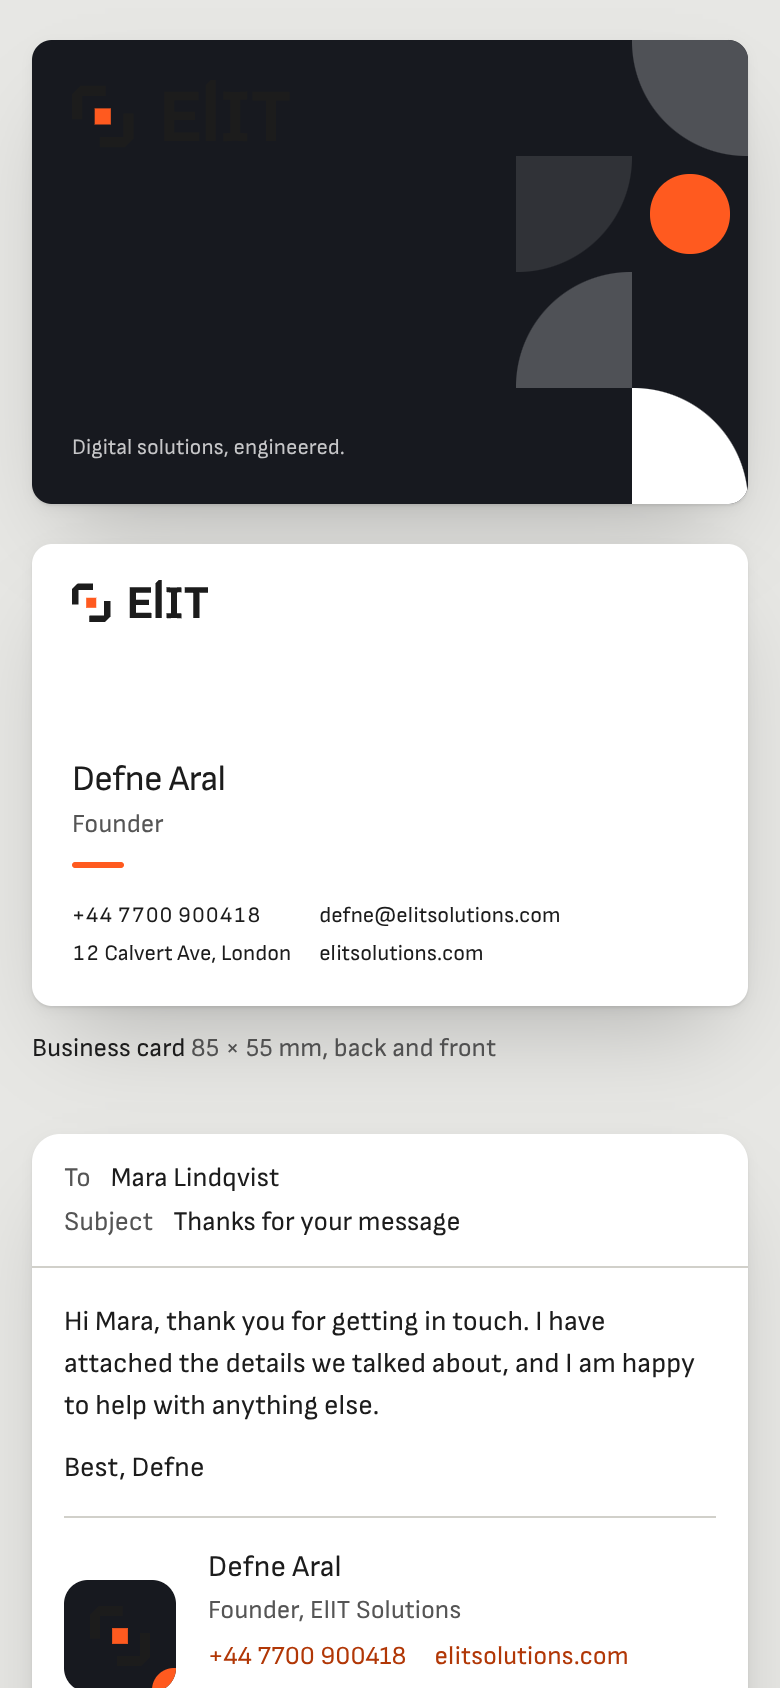 ElIT
Digital solutions, engineered.
ElIT
Defne Aral
Founder
+44 7700 900418 defne@elitsolutions.com
12 Calvert Ave, London elitsolutions.com
Business card 85 × 55 mm, back and front
To Mara Lindqvist
Subject Thanks for your message
Hi Mara, thank you for getting in touch. I have
attached the details we talked about, and I am happy
to help with anything else.
Best, Defne
Defne Aral
Founder, ElIT Solutions
+44 7700 900418 elitsolutions.com